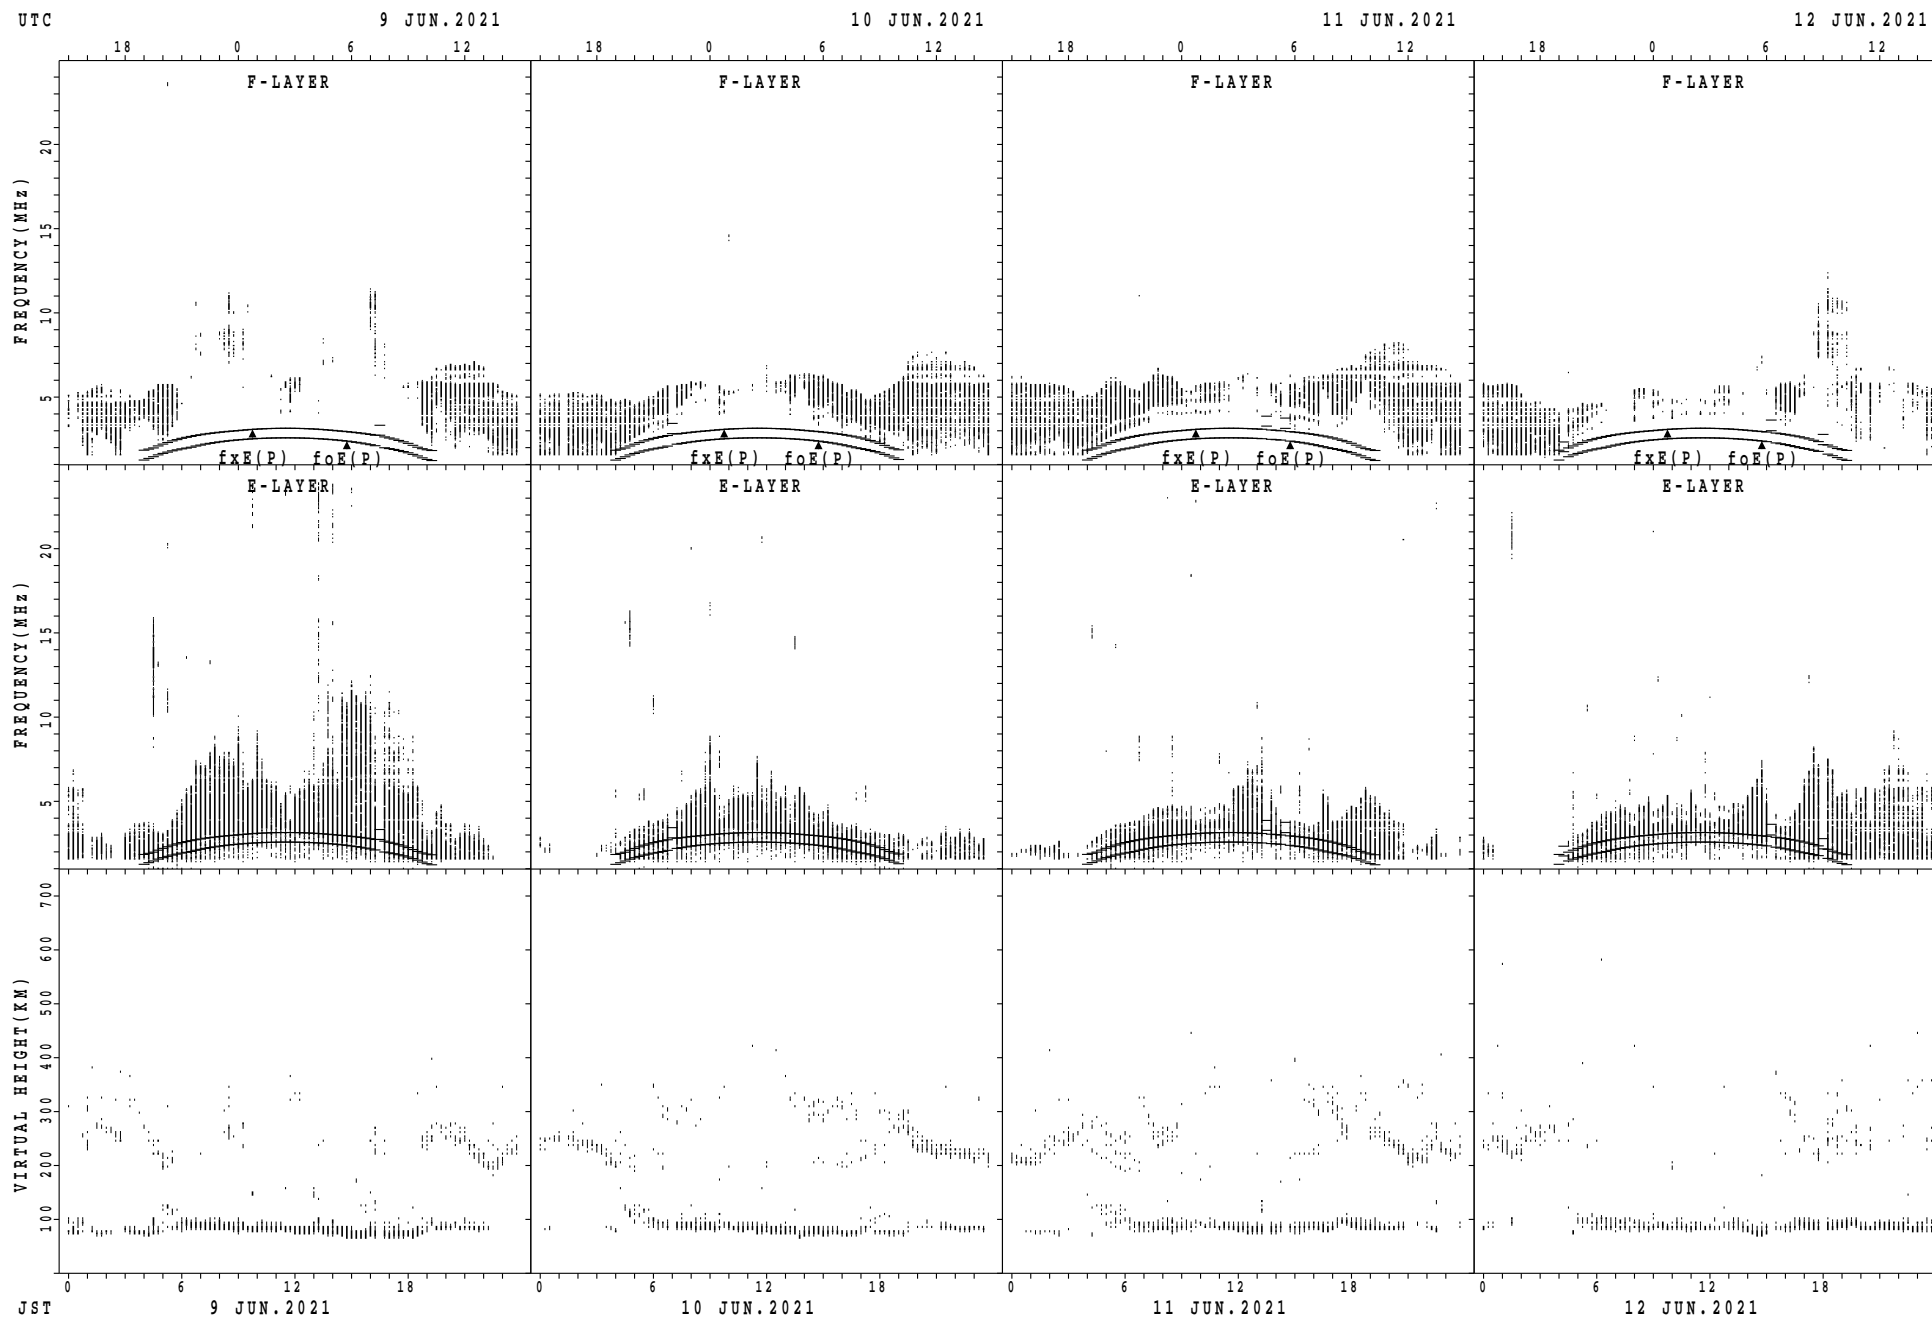 UTC 9 JUN.2021 10 JUN.2021 11 JUN.2021 12 JUN.2021
18 0 6 12 18 0 6 12 18 0 6 12 18 0 6 12
F-LAYER F-LAYER F-LAYER F-LAYER
FREQUENCY(MHz)
20
15
10
5
fxE(P) foE(P) fxE(P) foE(P) fxE(P) foE(P) fxE(P) foE(P)
E-LAYER E-LAYER E-LAYER E-LAYER
FREQUENCY(MHz)
20
15
10
5
VIRTUAL HEIGHT(KM)
700
600
500
400
300
200
100
0 6 12 18 0 6 12 18 0 6 12 18 0 6 12 18
JST 9 JUN.2021 10 JUN.2021 11 JUN.2021 12 JUN.2021